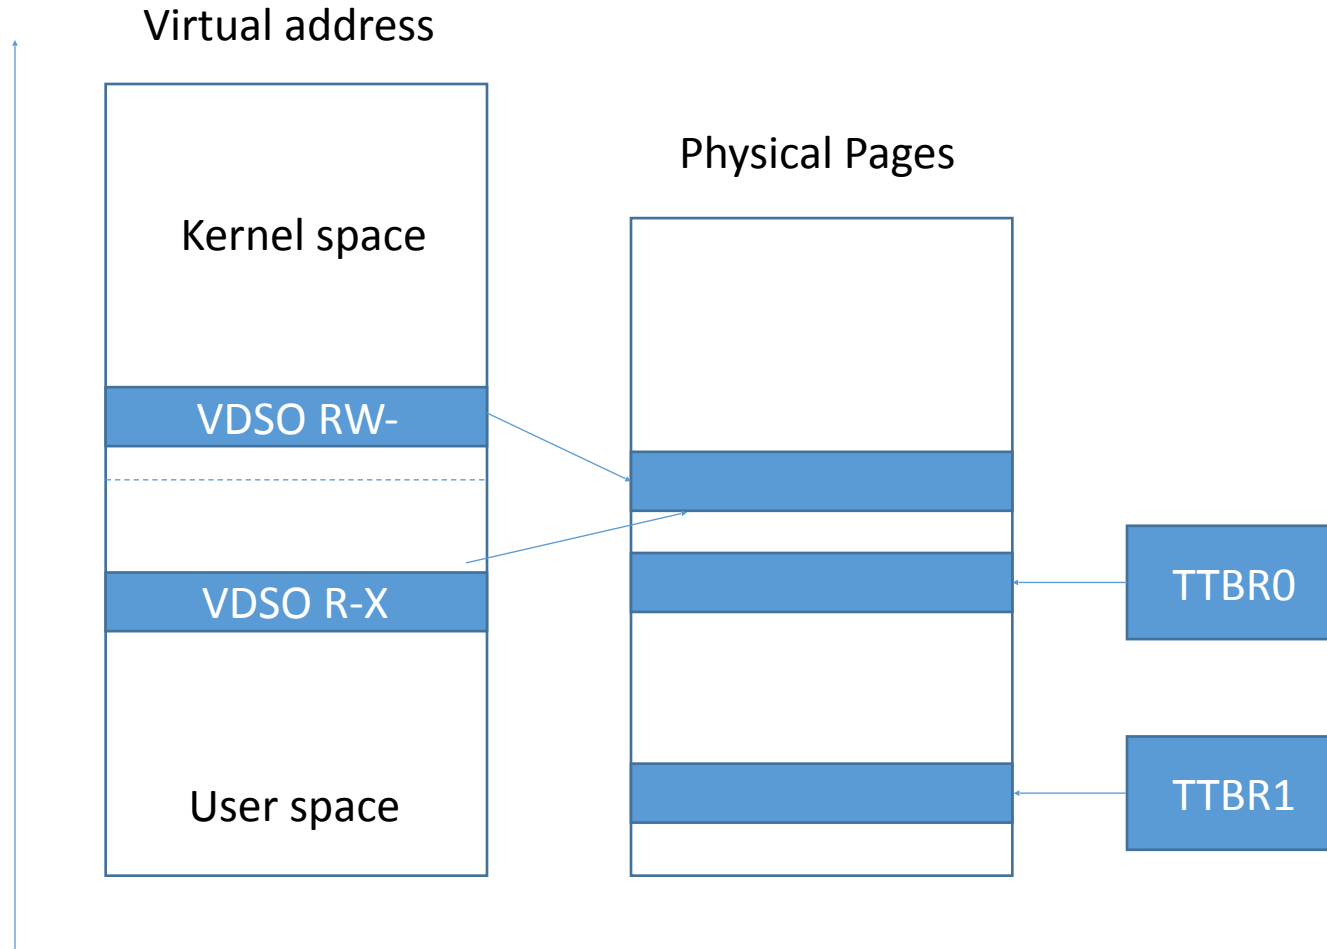 Virtual address
Physical Pages
Kernel space
VDSO RW-
VDSO R-X
TTBR0
User space
TTBR1